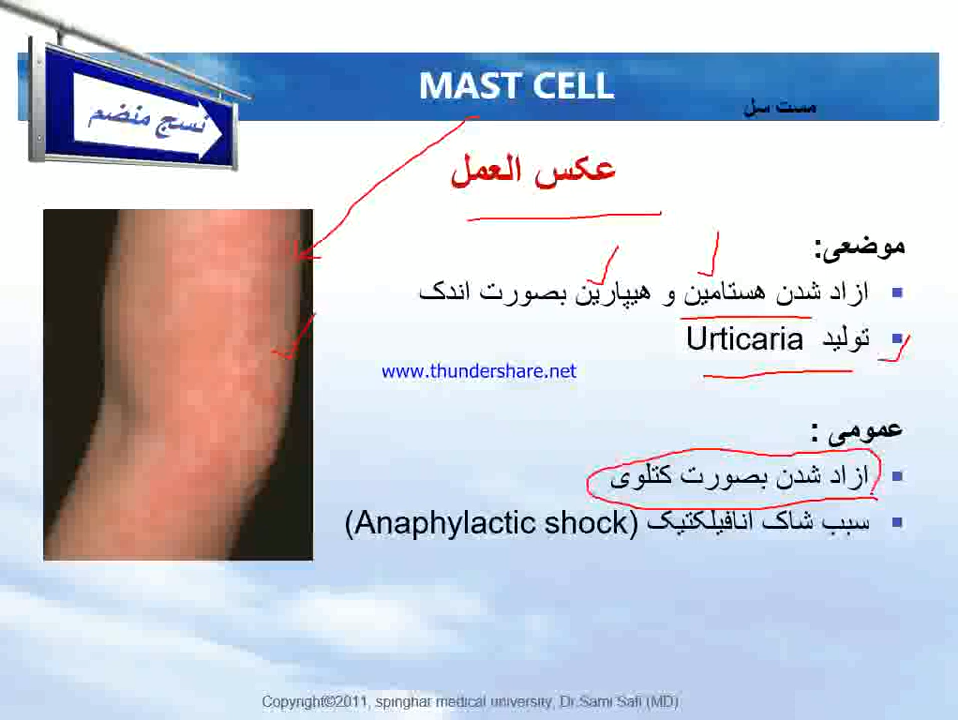 MAST CELL
مست سل
نسج منضم
عکس العمل
موضعی:
ازاد شدن هستامین و هیپارین بصورت اندک
تولید Urticaria
www.thundershare.net
عمومی :
ازاد شدن بصورت کتلوی
سبب شاک انافیلکتیک (Anaphylactic shock)
Copyright©2011, spinghar medical university, Dr.Sami Safi (MD)